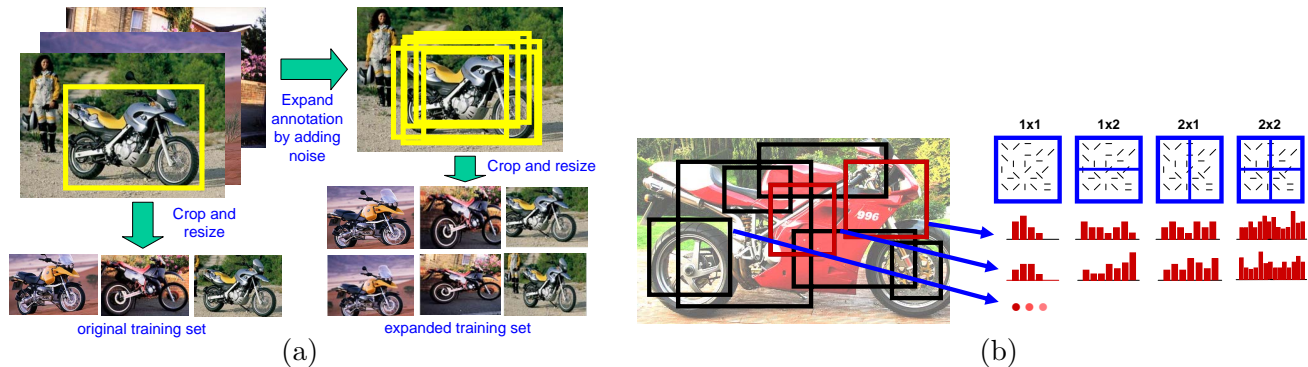 Expand
annotation
by adding
noise
Crop and resize
Crop and
resize
original training set
expanded training set
(a)
1x1
1x2
2x1
2x2
996
(b)